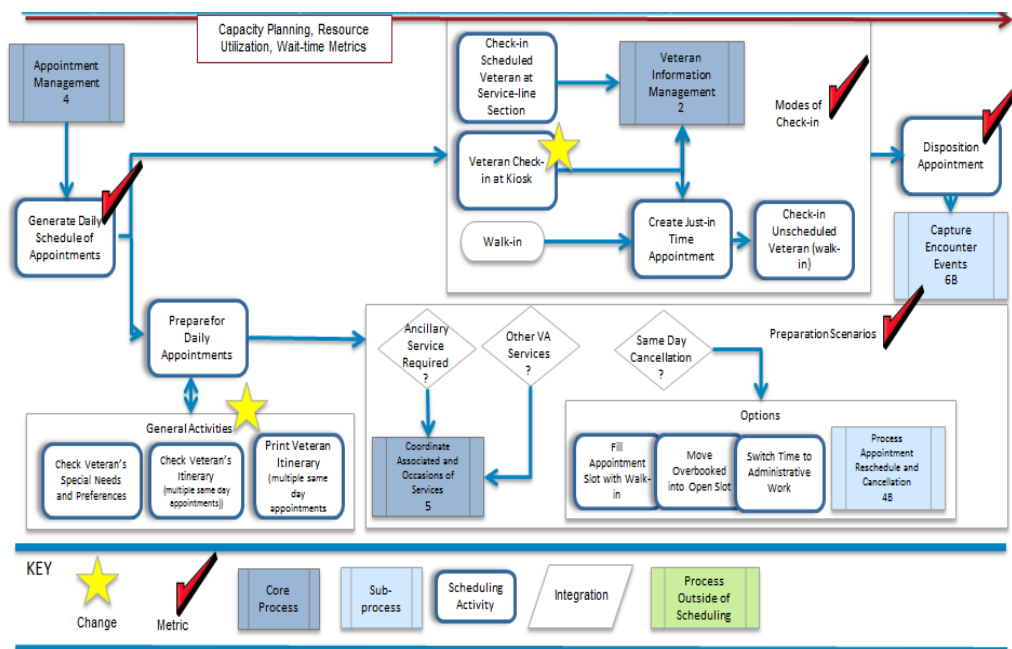 Capacity Planning, Resource
Utilization, Wait-time Metrics
Appointment
Management
4
Generate Daily
Schedule of
Appointments
Check-in
Scheduled
Veteran at
Service-line
Section
Veteran
Information
Management
2
Modes of
Check-in
Veteran Check-
in at Kiosk
Walk-in
Create Just-in
Time
Appointment
Check-in
Unscheduled
Veteran (walk-
in)
Disposition
Appointment
Capture
Encounter
Events
6B
Prepare for
Daily
Appointments
General Activities
Check Veteran's
Special Needs
and Preferences
Check Veteran's
Itinerary
(multiple same day
appointments))
Print Veteran
Itinerary
(multiple same
day
appointments
Preparation Scenarios
Ancillary
Service
Required
?
Other VA
Services
?
Same Day
Cancellation
?
Coordinate
Associated and
Occasions of
Services
5
Options
Fill
Appointment
Slot with Walk-
in
Move
Overbooked
into Open Slot
Switch Time to
Administrative
Work
Process
Appointment
Reschedule and
Cancellation
4B
KEY
Change
Metric
Core
Process
Sub-
process
Scheduling
Activity
Integration
Process
Outside of
Scheduling